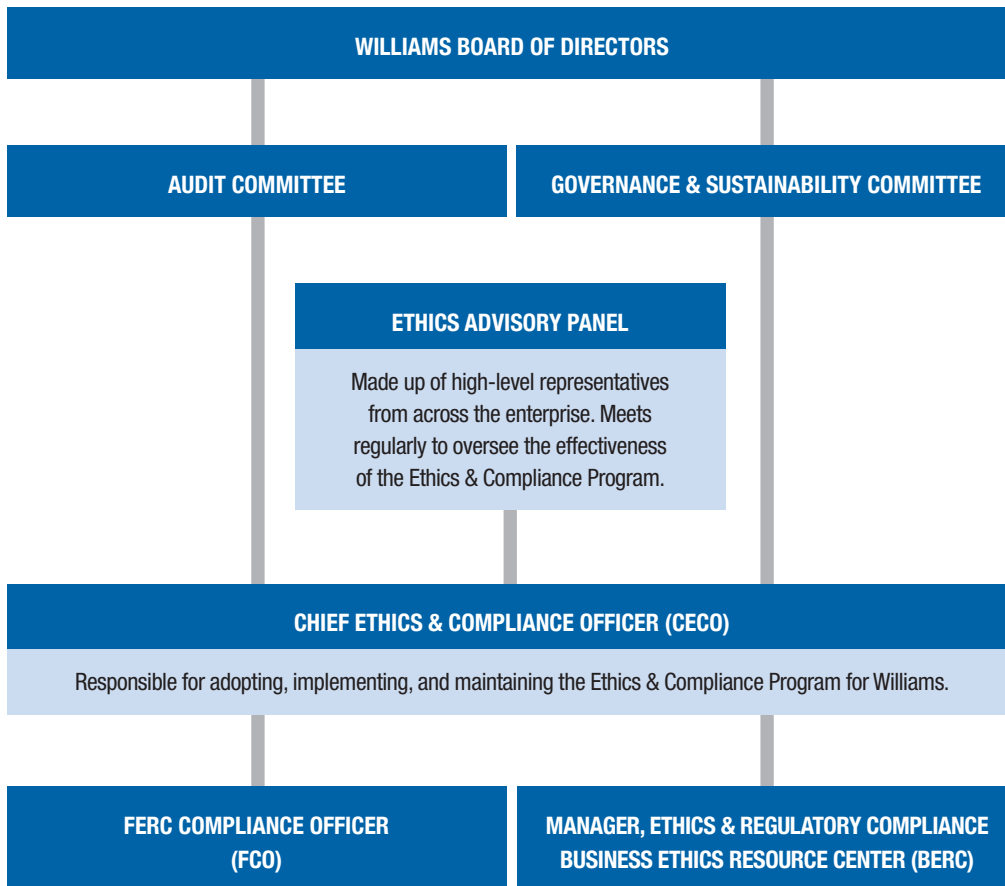 WILLIAMS BOARD OF DIRECTORS
AUDIT COMMITTEE
GOVERNANCE & SUSTAINABILITY COMMITTEE
ETHICS ADVISORY PANEL
Made up of high-level representatives
from across the enterprise. Meets
regularly to oversee the effectiveness
of the Ethics & Compliance Program.
CHIEF ETHICS & COMPLIANCE OFFICER (CECO)
Responsible for adopting, implementing, and maintaining the Ethics & Compliance Program for Williams.
FERC COMPLIANCE OFFICER
(FCO)
MANAGER, ETHICS & REGULATORY COMPLIANCE
BUSINESS ETHICS RESOURCE CENTER (BERC)